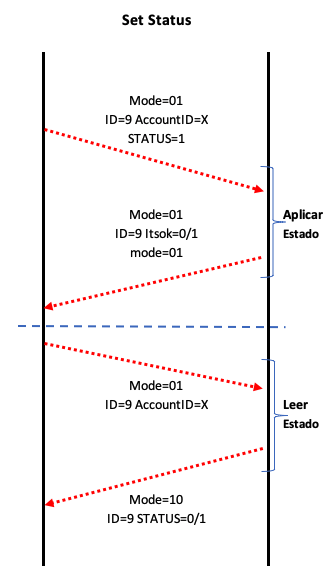 Set Status
Mode=01
ID=9 AccountID=X
STATUS=1
Mode=01
ID=9 Itsok=0/1
mode=01
Aplicar
Estado
Mode=01
ID=9 AccountID=X
Leer
Estado
Mode=10
ID=9 STATUS=0/1